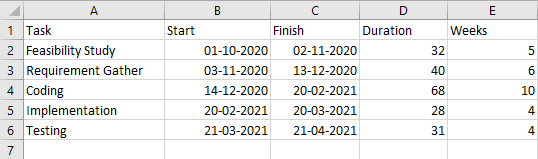 A B C D E
1 Task Start Finish Duration Weeks
2 Feasibility Study 01-10-2020 02-11-2020 32 5
3 Requirement Gather 03-11-2020 13-12-2020 40 6
4 Coding 14-12-2020 20-02-2021 68 10
5 Implementation 20-02-2021 20-03-2021 28 4
6 Testing 21-03-2021 21-04-2021 31 4
7